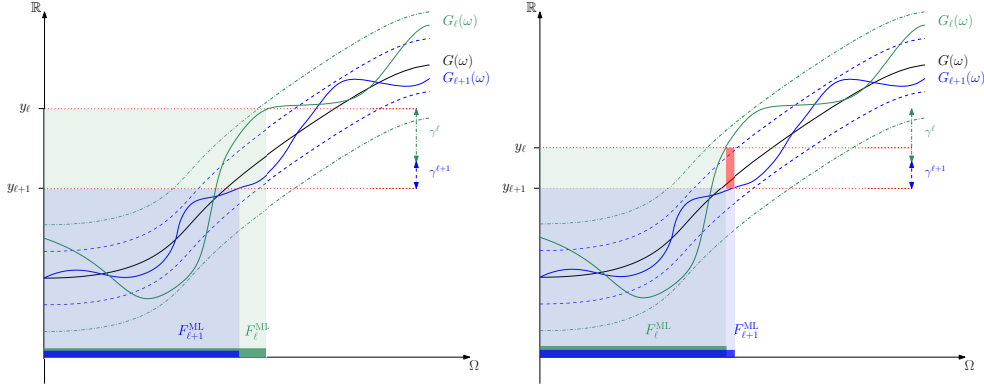 ℝ
G_ℓ(ω)
G(ω)
G_{ℓ+1}(ω)
y_ℓ
γ^ℓ
γ^{ℓ+1}
y_{ℓ+1}
F^{ML}_{ℓ+1}
F^{ML}_ℓ
Ω
ℝ
G_ℓ(ω)
G(ω)
G_{ℓ+1}(ω)
y_ℓ
γ^ℓ
γ^{ℓ+1}
y_{ℓ+1}
F^{ML}_ℓ
F^{ML}_{ℓ+1}
Ω